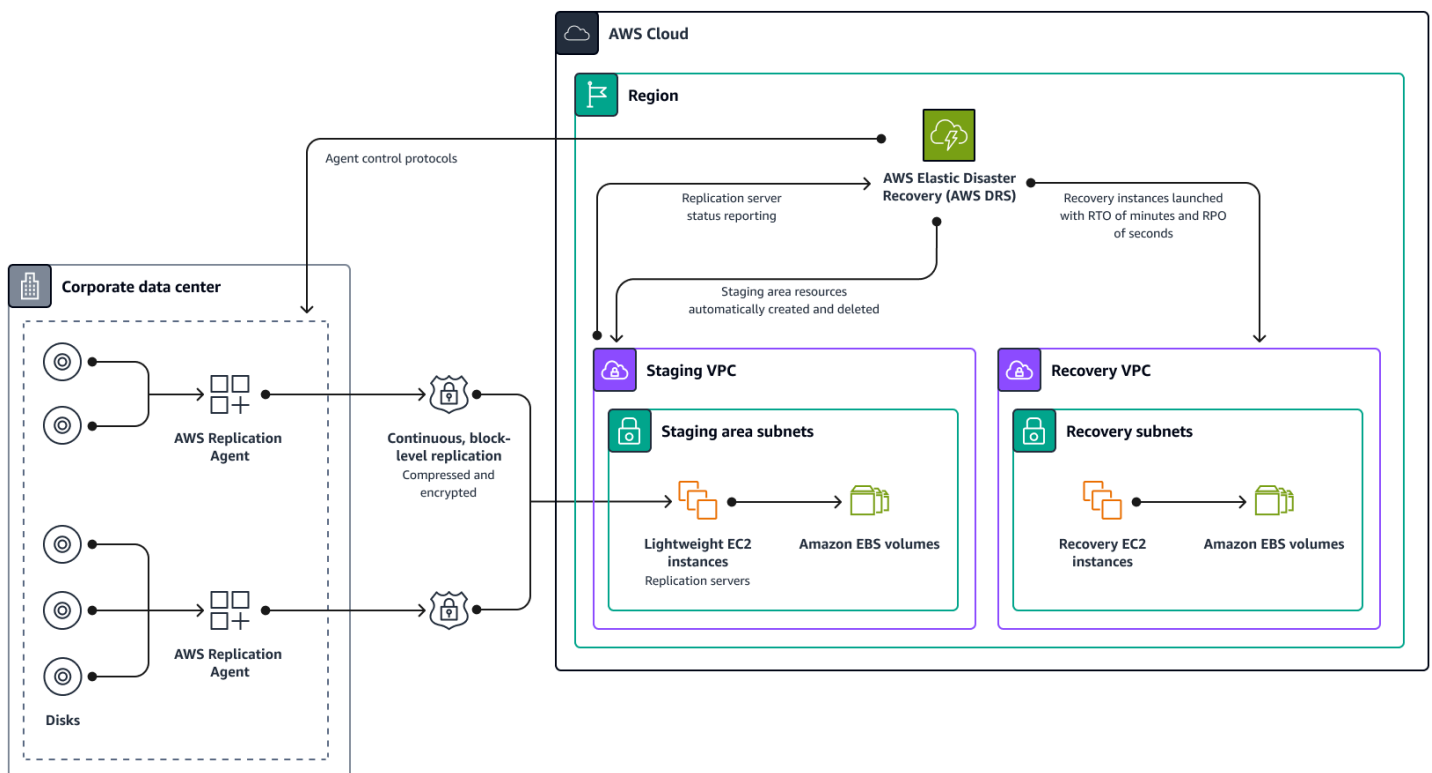 AWS Cloud
Region
Agent control protocols
AWS Elastic Disaster
Recovery (AWS DRS)
Replication server
status reporting
Recovery instances launched
with RTO of minutes and RPO
of seconds
Staging area resources
automatically created and deleted
Corporate data center
AWS Replication
Agent
Continuous, block-
level replication
Compressed and
encrypted
AWS Replication
Agent
Disks
Staging VPC
Staging area subnets
Lightweight EC2
instances
Replication servers
Amazon EBS volumes
Recovery VPC
Recovery subnets
Recovery EC2
instances
Amazon EBS volumes